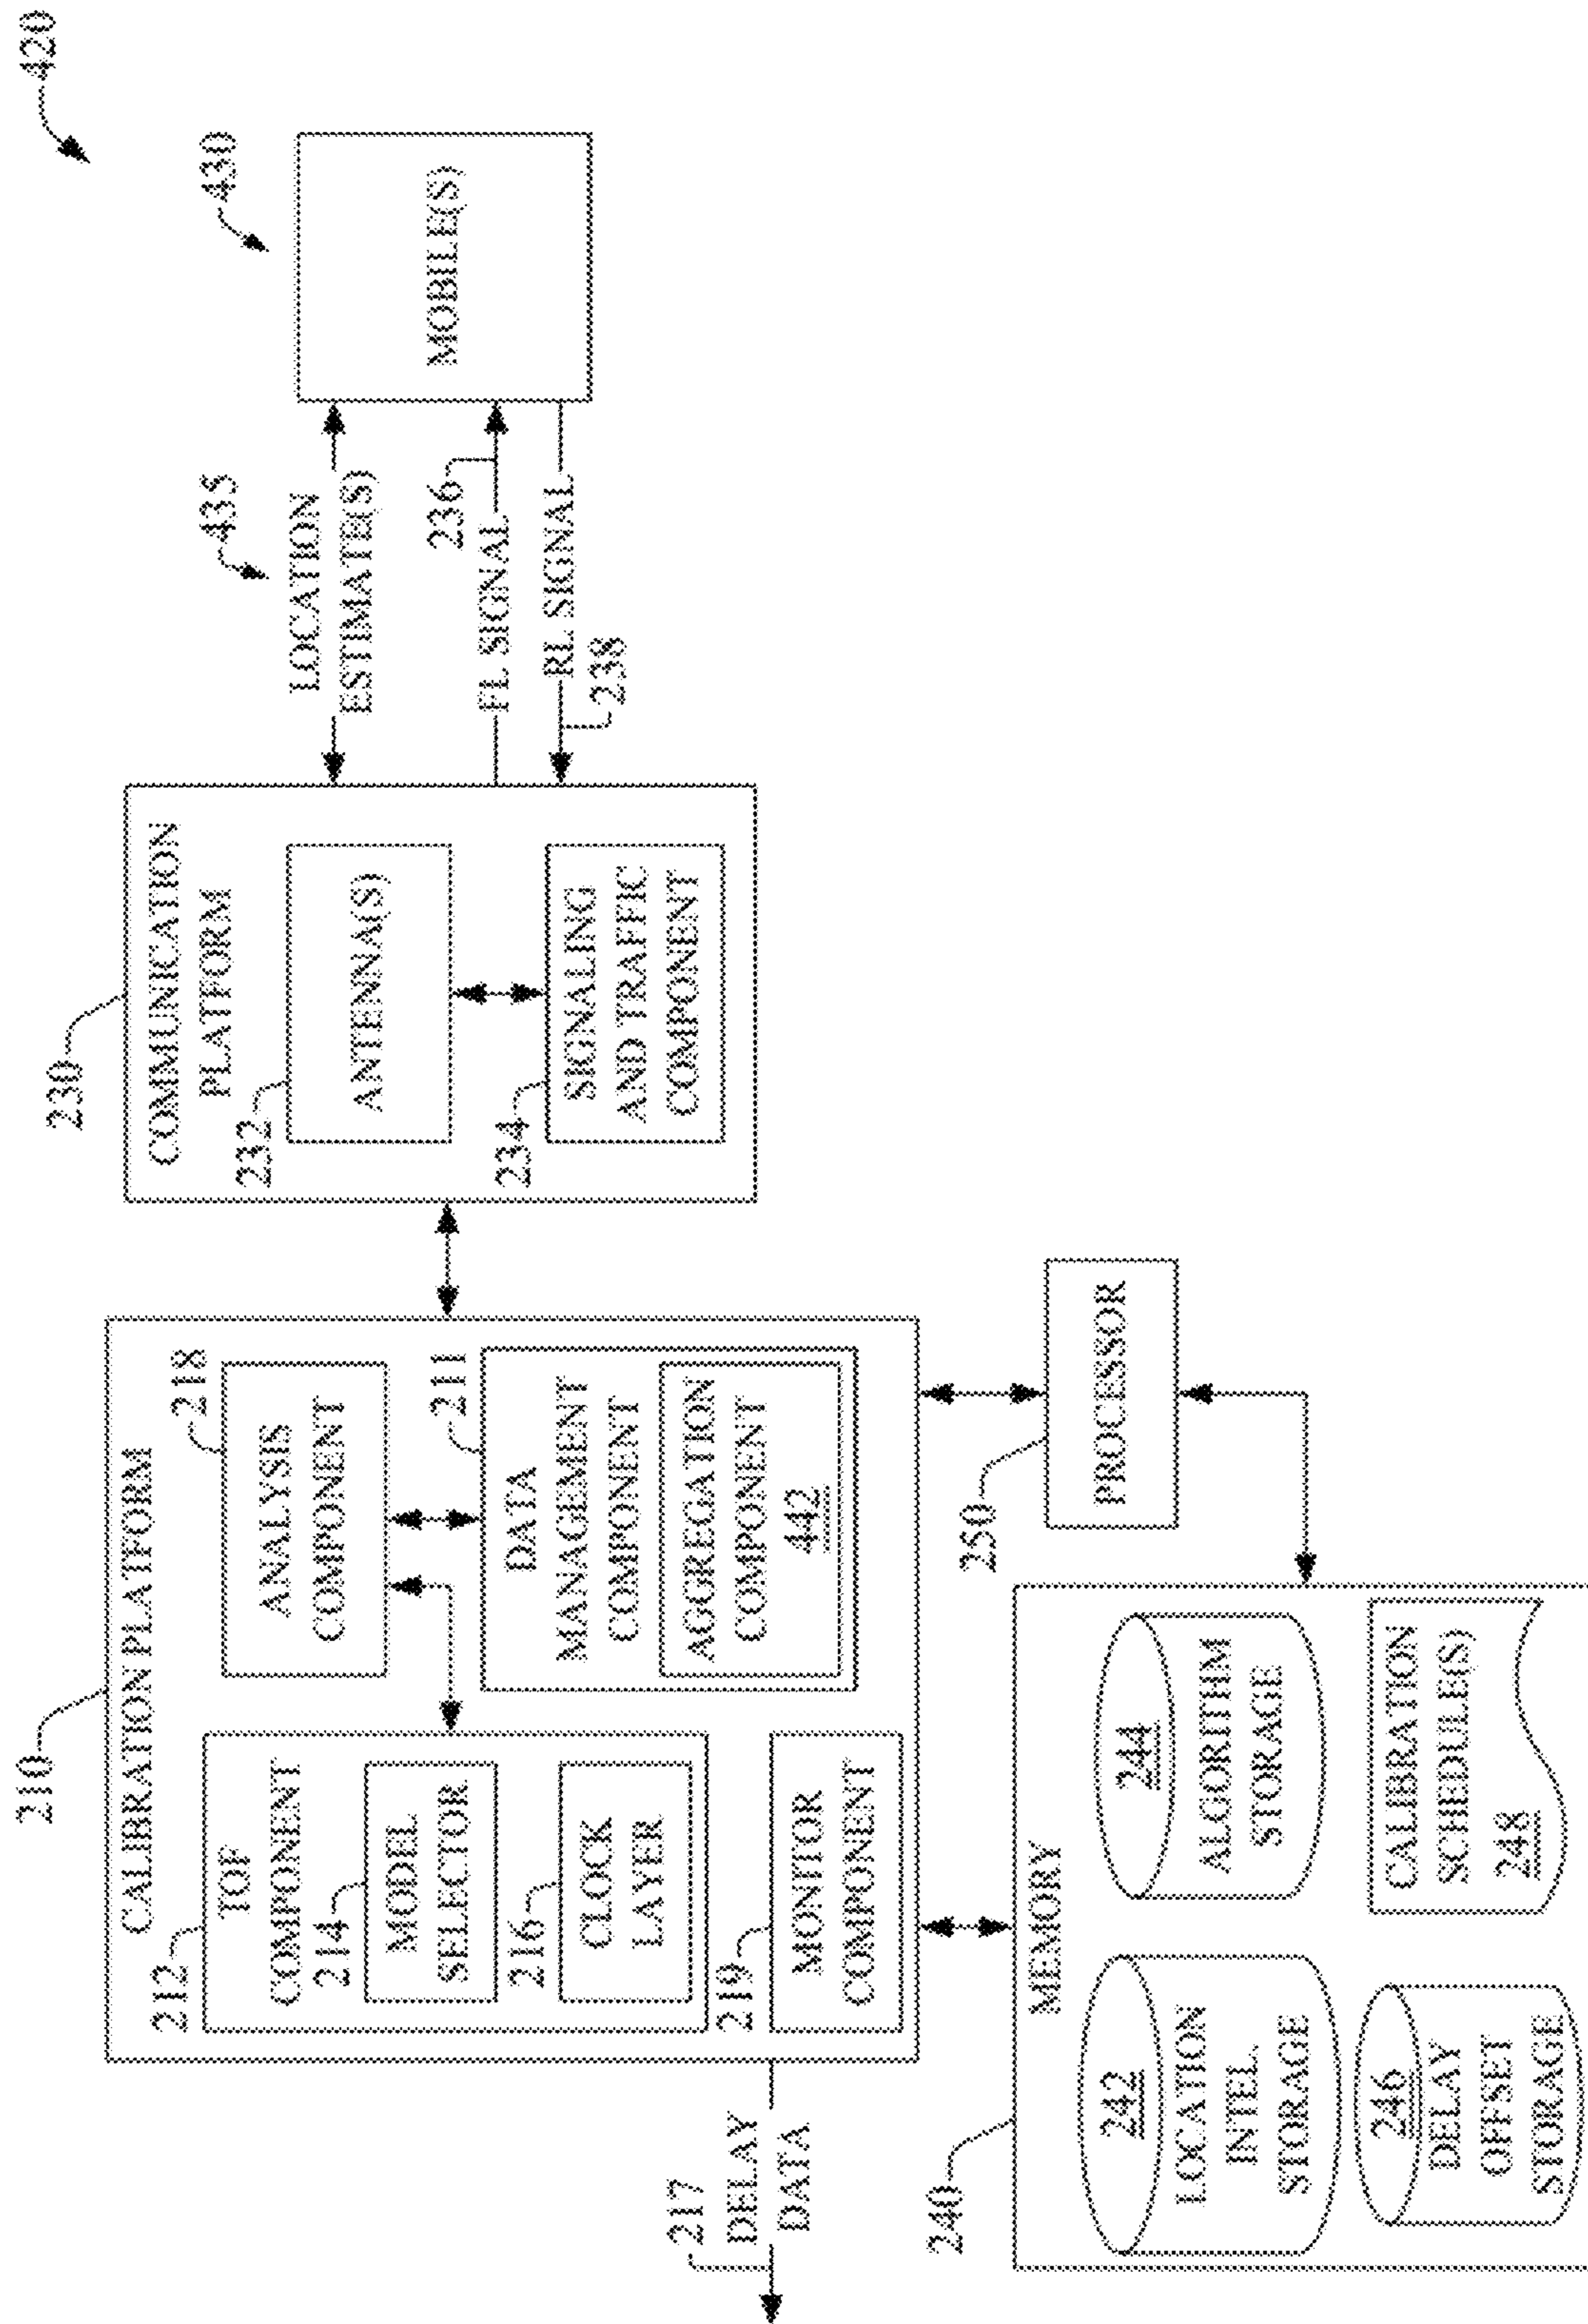 420
210
CALIBRATION PLATFORM
212
TOF
COMPONENT
214
MODEL
SELECTOR
216
CLOCK
LAYER
218
ANALYSIS
COMPONENT
211
DATA
MANAGEMENT
COMPONENT
AGGREGATION
COMPONENT
442
219
MONITOR
COMPONENT
217
DELAY
DATA
230
COMMUNICATION
PLATFORM
232
ANTENNA(S)
234
SIGNALING
AND TRAFFIC
COMPONENT
435
LOCATION
ESTIMATE(S)
236
FL SIGNAL
RL SIGNAL
238
430
MOBILE(S)
250
PROCESSOR
240
MEMORY
242
LOCATION
INTEL.
STORAGE
244
ALGORITHM
STORAGE
246
DELAY
OFFSET
STORAGE
CALIBRATION
SCHEDULE(S)
248